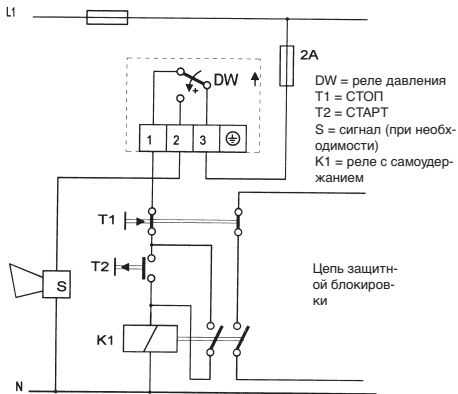 L1
2A
DW
+
1 2 3
DW = реле давления
T1 = СТОП
T2 = СТАРТ
S = сигнал (при необх-
одимости)
K1 = реле с самоудер-
жанием
T1
T2
Цепь защитн-
ой блокиров-
ки
S
K1
N